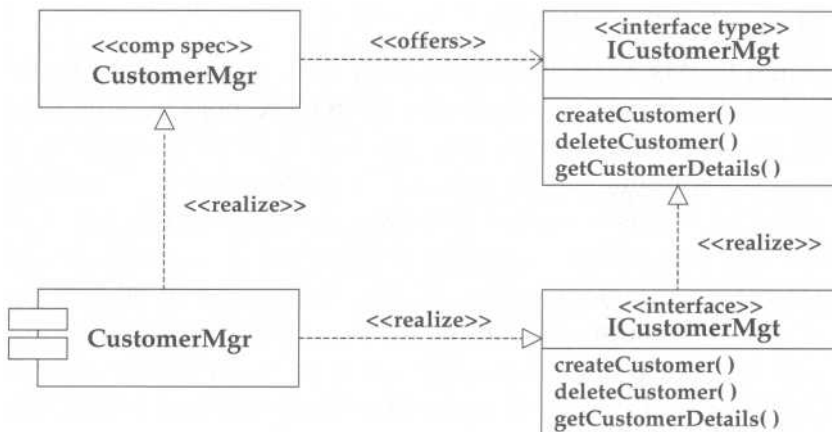 <<comp spec>>
CustomerMgr
<<offers>>
<<interface type>>
ICustomerMgt
createCustomer( )
deleteCustomer( )
getCustomerDetails( )
<<realize>>
<<realize>>
CustomerMgr
<<realize>>
<<interface>>
ICustomerMgt
createCustomer( )
deleteCustomer( )
getCustomerDetails( )